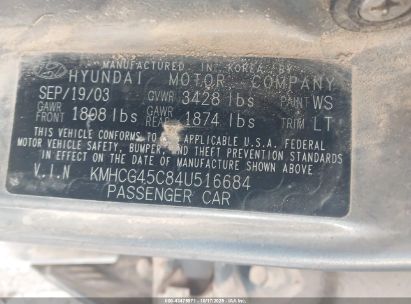 MANUFACTURED IN KOREA BY
HYUNDAI MOTOR COMPANY
SEP/19/03 GVWR 3428 lbs PAINT WS
GAWR FRONT 1808 lbs GAWR REAR 1874 lbs TRIM LT
THIS VEHICLE CONFORMS TO APPLICABLE U.S.A. FEDERAL
MOTOR VEHICLE SAFETY, BUMPER, AND THEFT PREVENTION STANDARDS
IN EFFECT ON THE DATE OF MANUFACTURE SHOWN ABOVE
V.I.N KMHCG45C84U516684
PASSENGER CAR